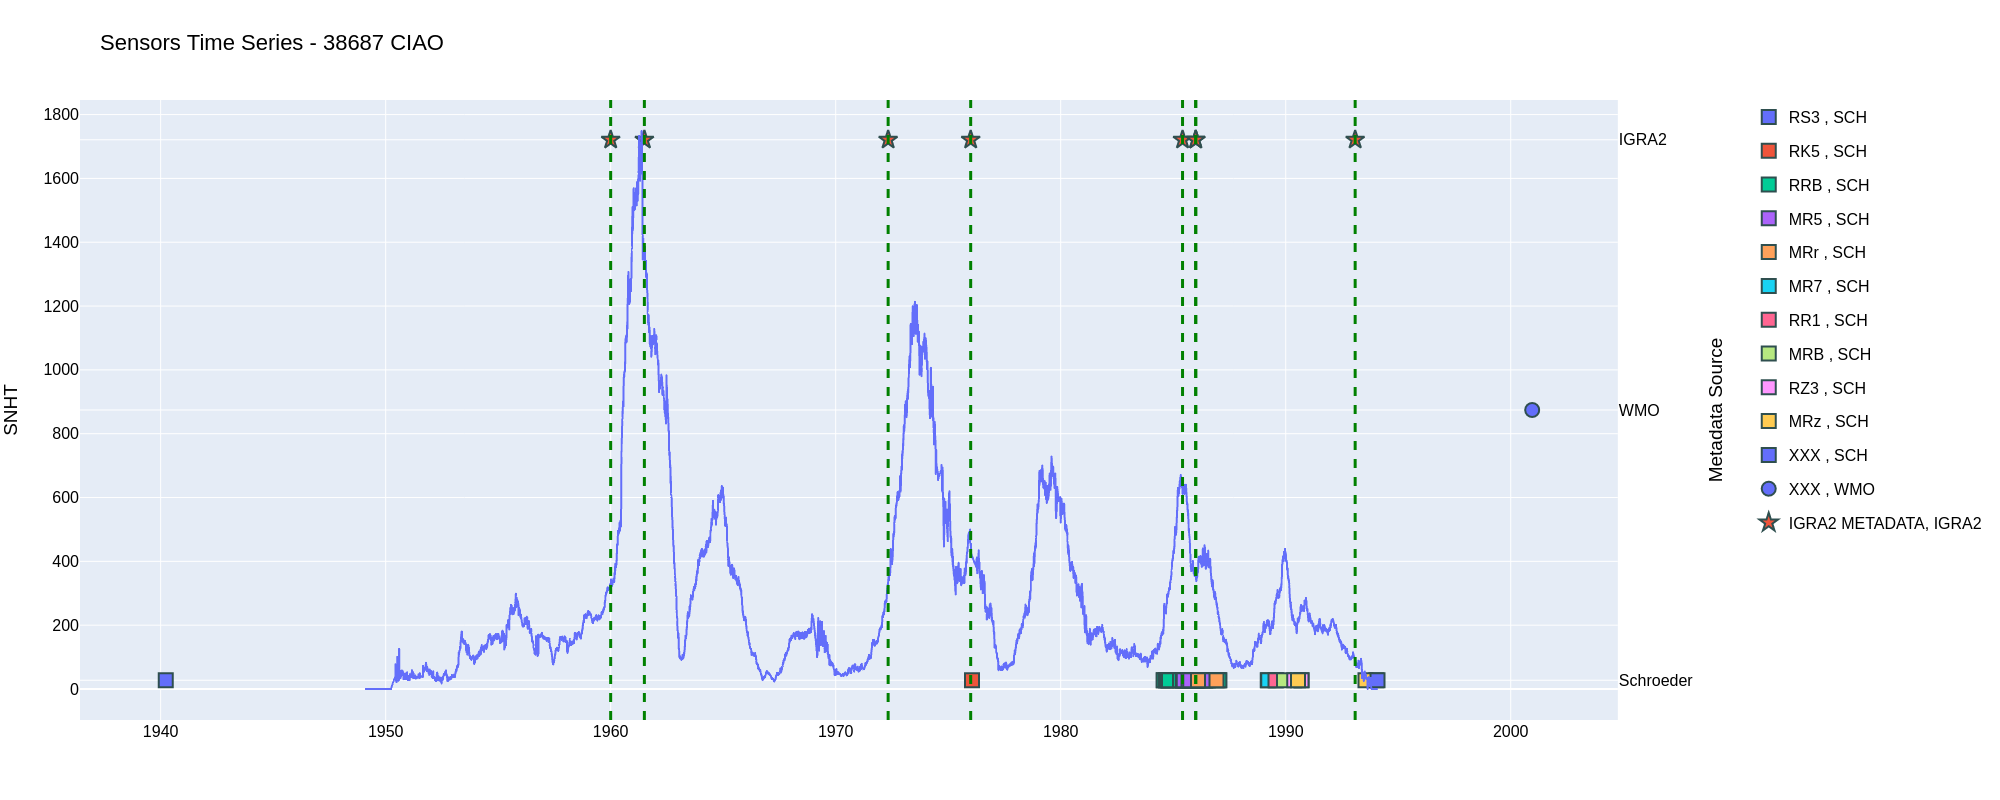 Sensors Time Series - 38687 CIAO
SNHT
1800
1600
1400
1200
1000
800
600
400
200
0
1940
1950
1960
1970
1980
1990
2000
IGRA2
WMO
Schroeder
Metadata Source
RS3 , SCH
RK5 , SCH
RRB , SCH
MR5 , SCH
MRr , SCH
MR7 , SCH
RR1 , SCH
MRB , SCH
RZ3 , SCH
MRz , SCH
XXX , SCH
XXX , WMO
IGRA2 METADATA, IGRA2